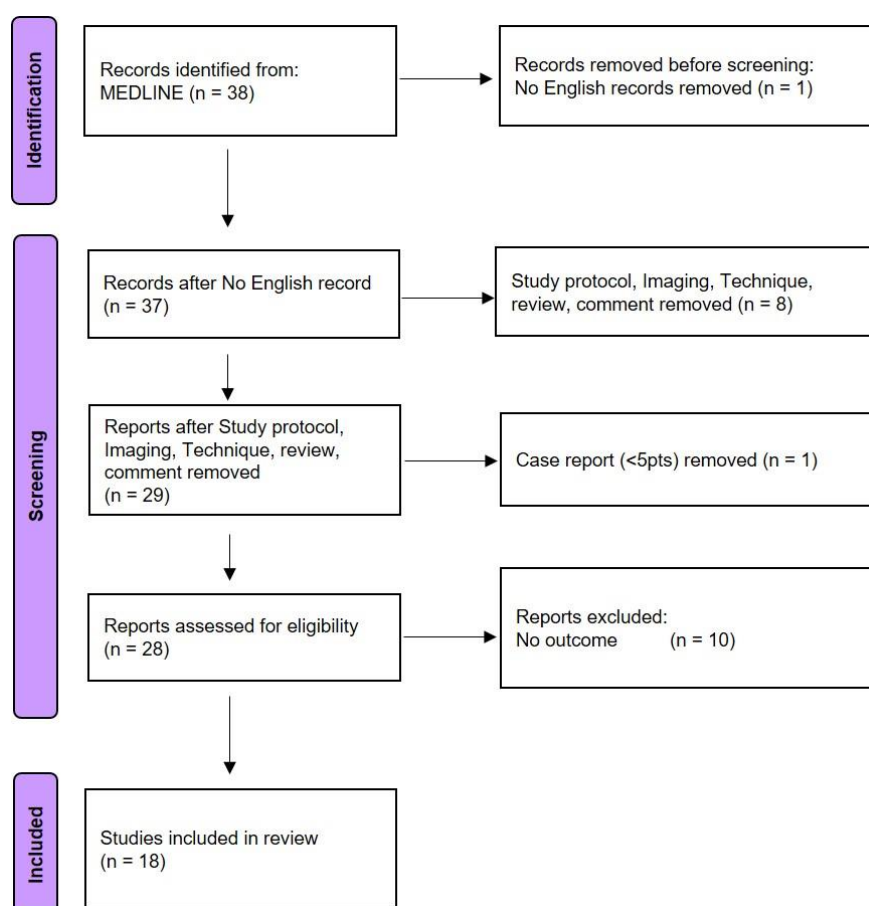 Identification
Records identified from:
MEDLINE (n = 38)
Records removed before screening:
No English records removed (n = 1)
Screening
Records after No English record
(n = 37)
Study protocol, Imaging, Technique,
review, comment removed (n = 8)
Reports after Study protocol,
Imaging, Technique, review,
comment removed
(n = 29)
Case report (<5pts) removed (n = 1)
Reports assessed for eligibility
(n = 28)
Reports excluded:
No outcome (n = 10)
Included
Studies included in review
(n = 18)